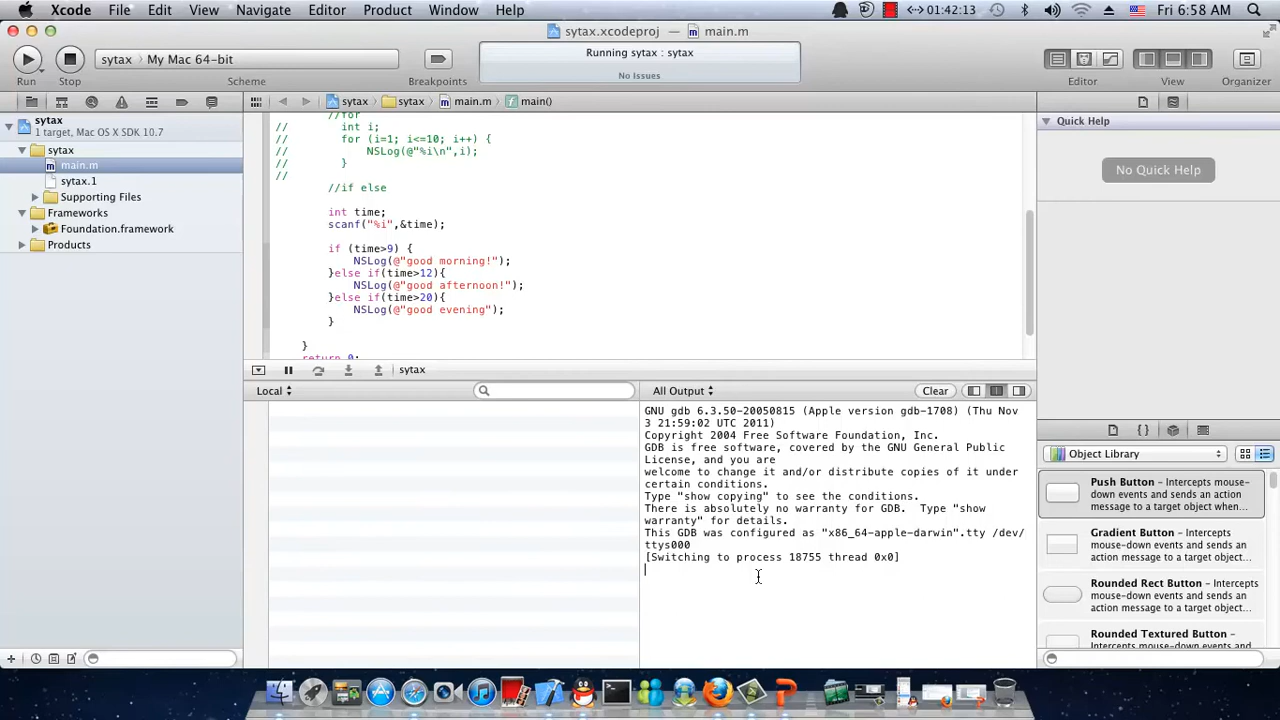 Xcode File Edit View Navigate Editor Product Window Help 01:42:13 Fri 6:58 AM
sytax.xcodeproj — main.m
sytax My Mac 64-bit
Running sytax : sytax
No Issues
Run Stop Scheme Breakpoints Editor View Organizer
sytax sytax main.m main()
sytax
1 target, Mac OS X SDK 10.7
sytax
main.m
sytax.1
Supporting Files
Frameworks
Foundation.framework
Products
//for
// int i;
// for (i=1; i<=10; i++) {
// NSLog(@"%i\n",i);
// }
//
//if else
int time;
scanf("%i",&time);
if (time>9) {
NSLog(@"good morning!");
}else if(time>12){
NSLog(@"good afternoon!");
}else if(time>20){
NSLog(@"good evening");
}
}
return 0;
sytax
Local
All Output
Clear
GNU gdb 6.3.50-20050815 (Apple version gdb-1708) (Thu Nov
3 21:59:02 UTC 2011)
Copyright 2004 Free Software Foundation, Inc.
GDB is free software, covered by the GNU General Public
License, and you are
welcome to change it and/or distribute copies of it under
certain conditions.
Type "show copying" to see the conditions.
There is absolutely no warranty for GDB. Type "show
warranty" for details.
This GDB was configured as "x86_64-apple-darwin".tty /dev/
ttys000
[Switching to process 18755 thread 0x0]
Quick Help
No Quick Help
Object Library
Push Button – Intercepts mouse-
down events and sends an action
message to a target object when…
Gradient Button – Intercepts
mouse-down events and sends an
action message to a target object…
Rounded Rect Button – Intercepts
mouse-down events and sends an
action message to a target object…
Rounded Textured Button –
Intercepts mouse-down events and